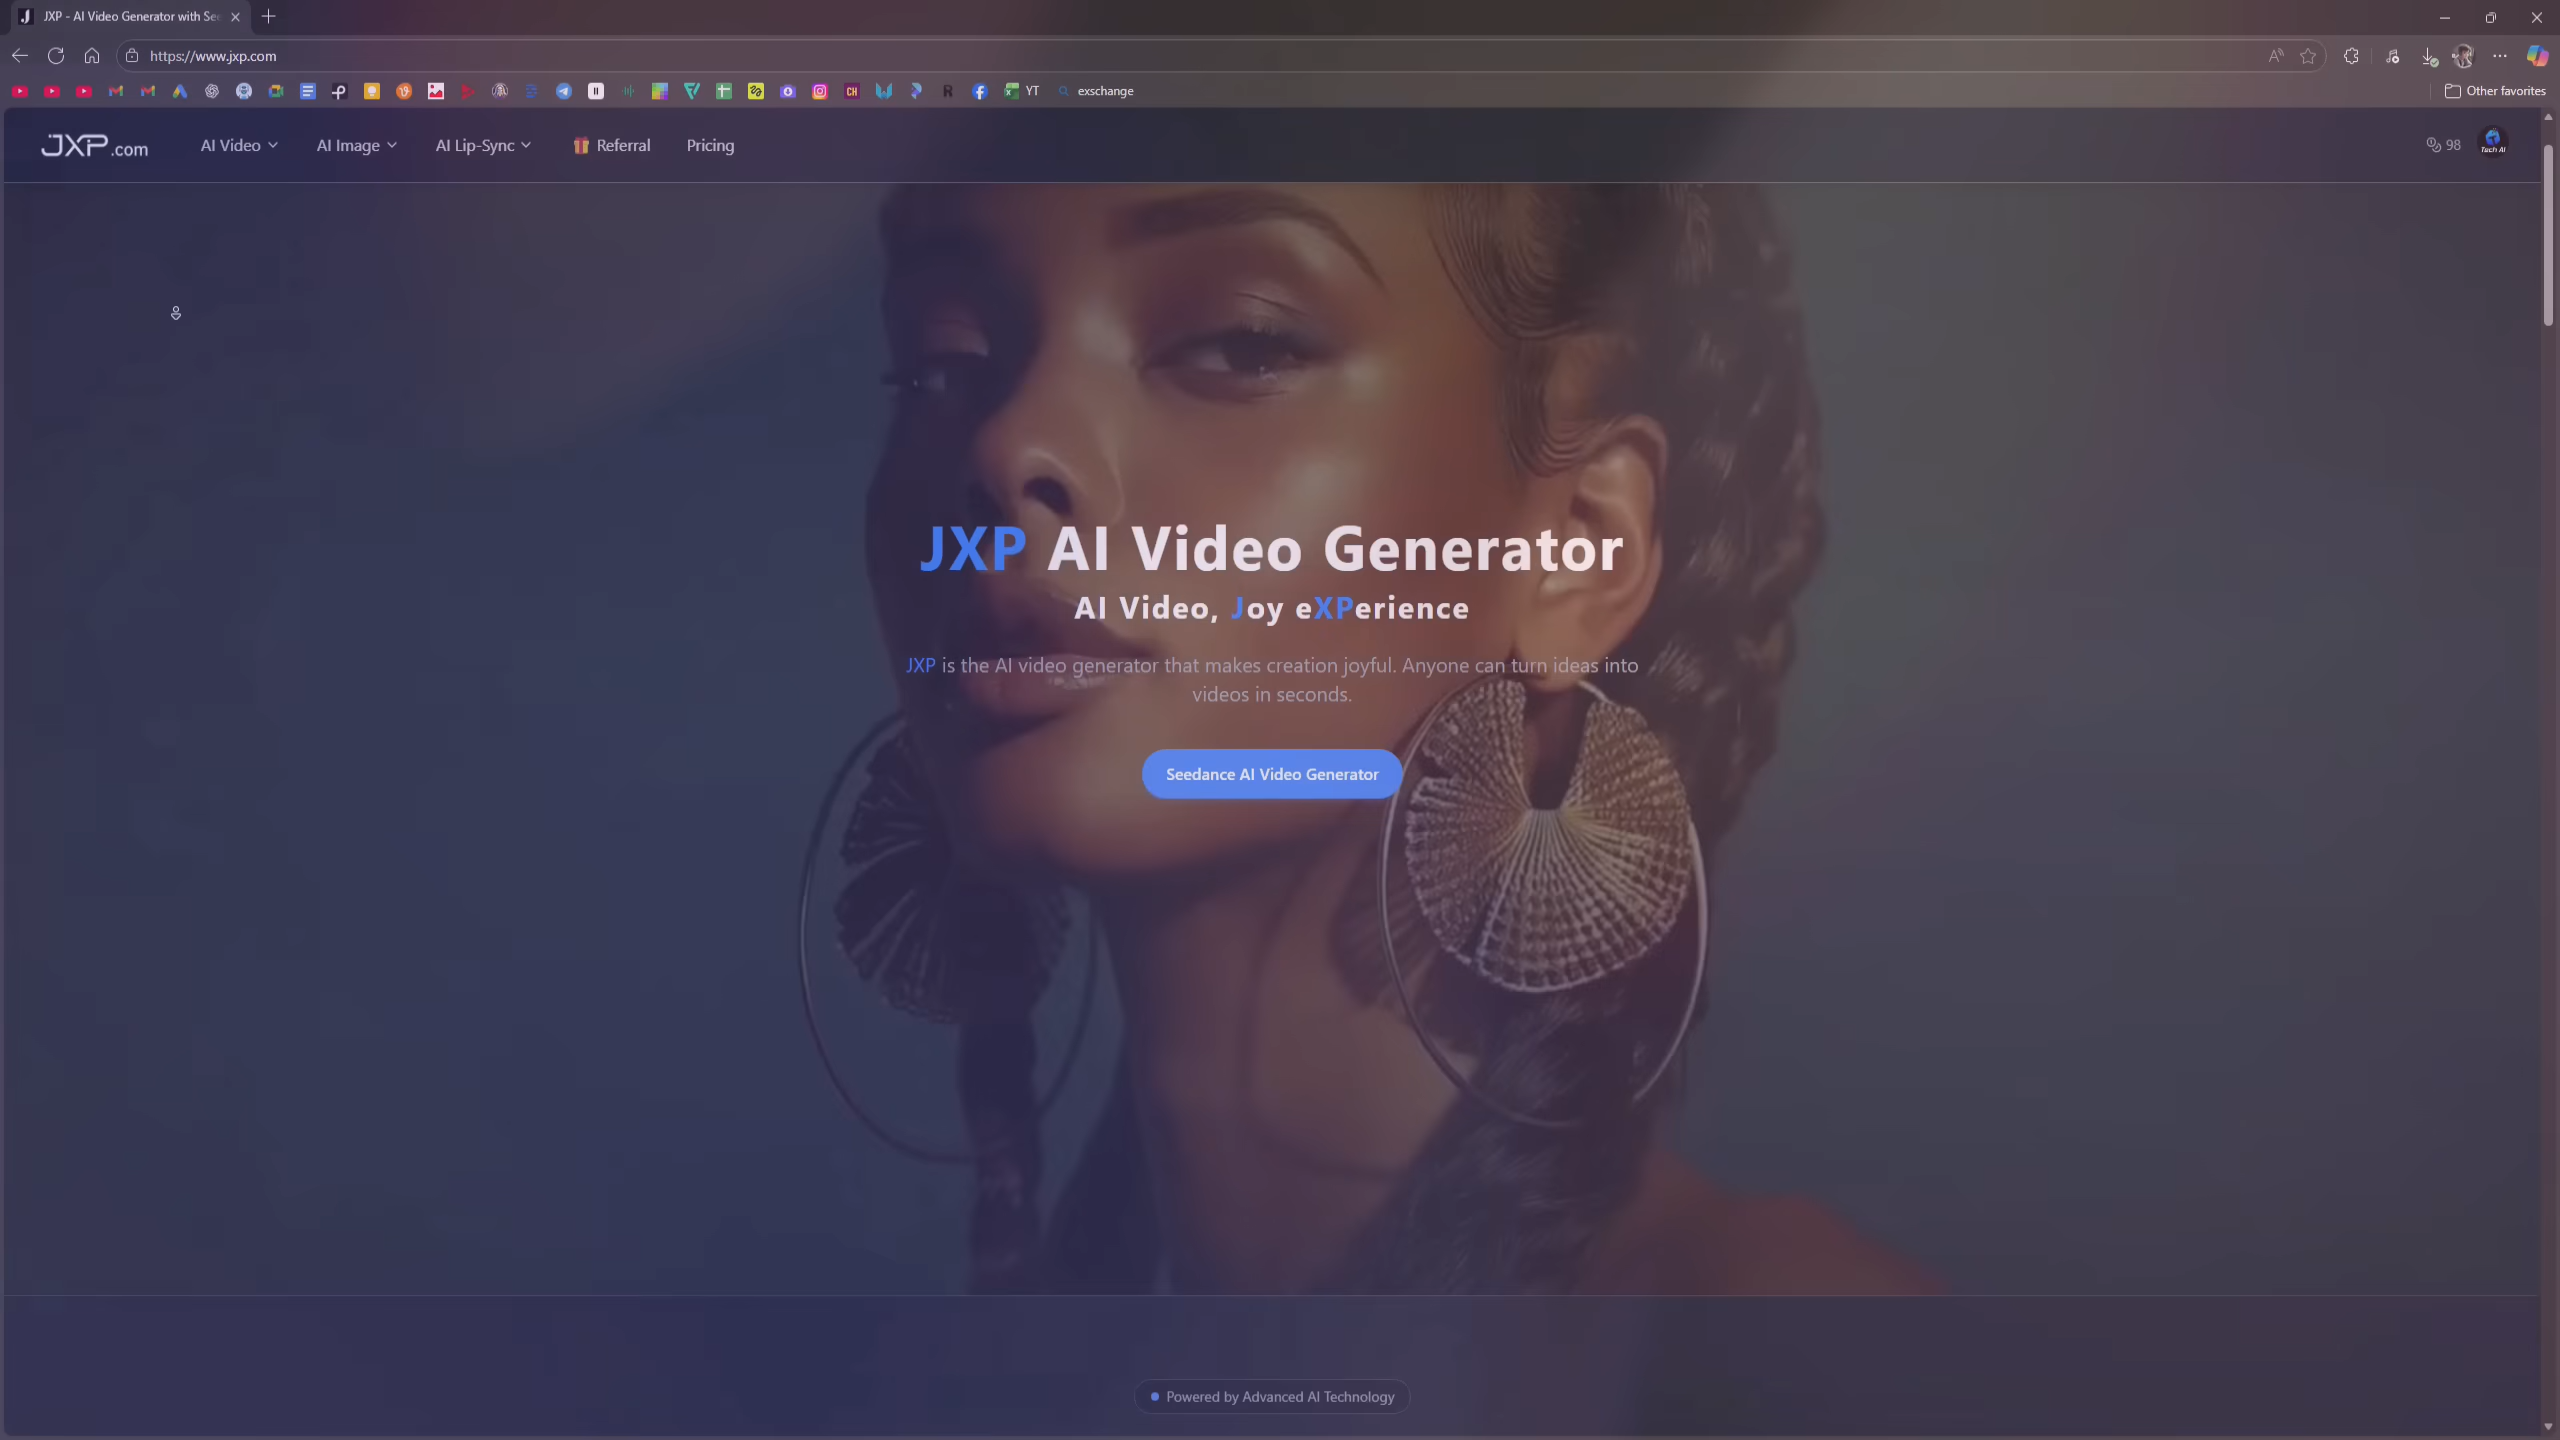 JXP - AI Video Generator with See
https://www.jxp.com
YT
exschange
Other favorites
JXP.com
AI Video
AI Image
AI Lip-Sync
Referral
Pricing
98
Tech AI
JXP AI Video Generator
AI Video, Joy eXPerience
JXP is the AI video generator that makes creation joyful. Anyone can turn ideas into
videos in seconds.
Seedance AI Video Generator
Powered by Advanced AI Technology